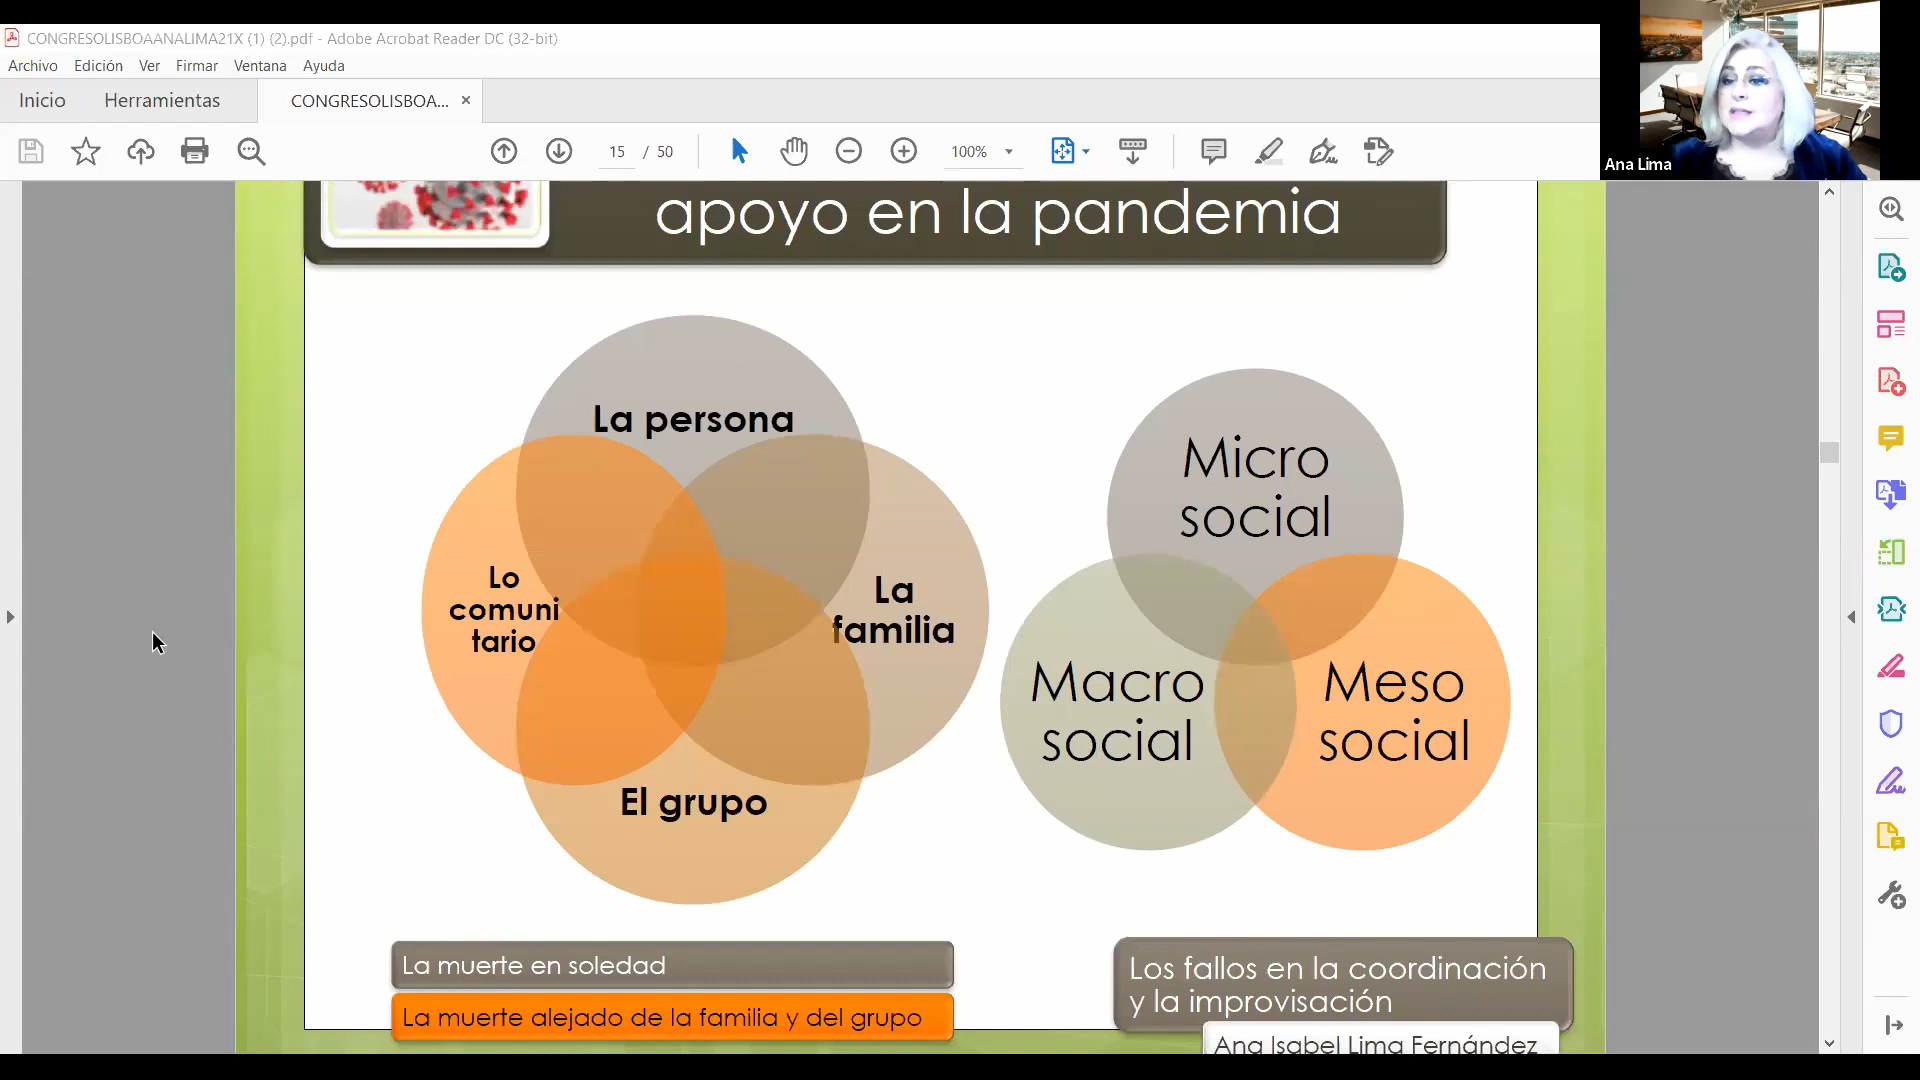 CONGRESOLISBOAANALIMA21X (1) (2).pdf - Adobe Acrobat Reader DC (32-bit)
Archivo Edición Ver Firmar Ventana Ayuda
Inicio Herramientas CONGRESOLISBOA... ×
15 / 50 100%
Ana Lima
apoyo en la pandemia
La persona
Lo
comuni
tario
La
familia
El grupo
Micro
social
Macro
social
Meso
social
La muerte en soledad
La muerte alejado de la familia y del grupo
Los fallos en la coordinación
y la improvisación
Ana Isabel Lima Fernández